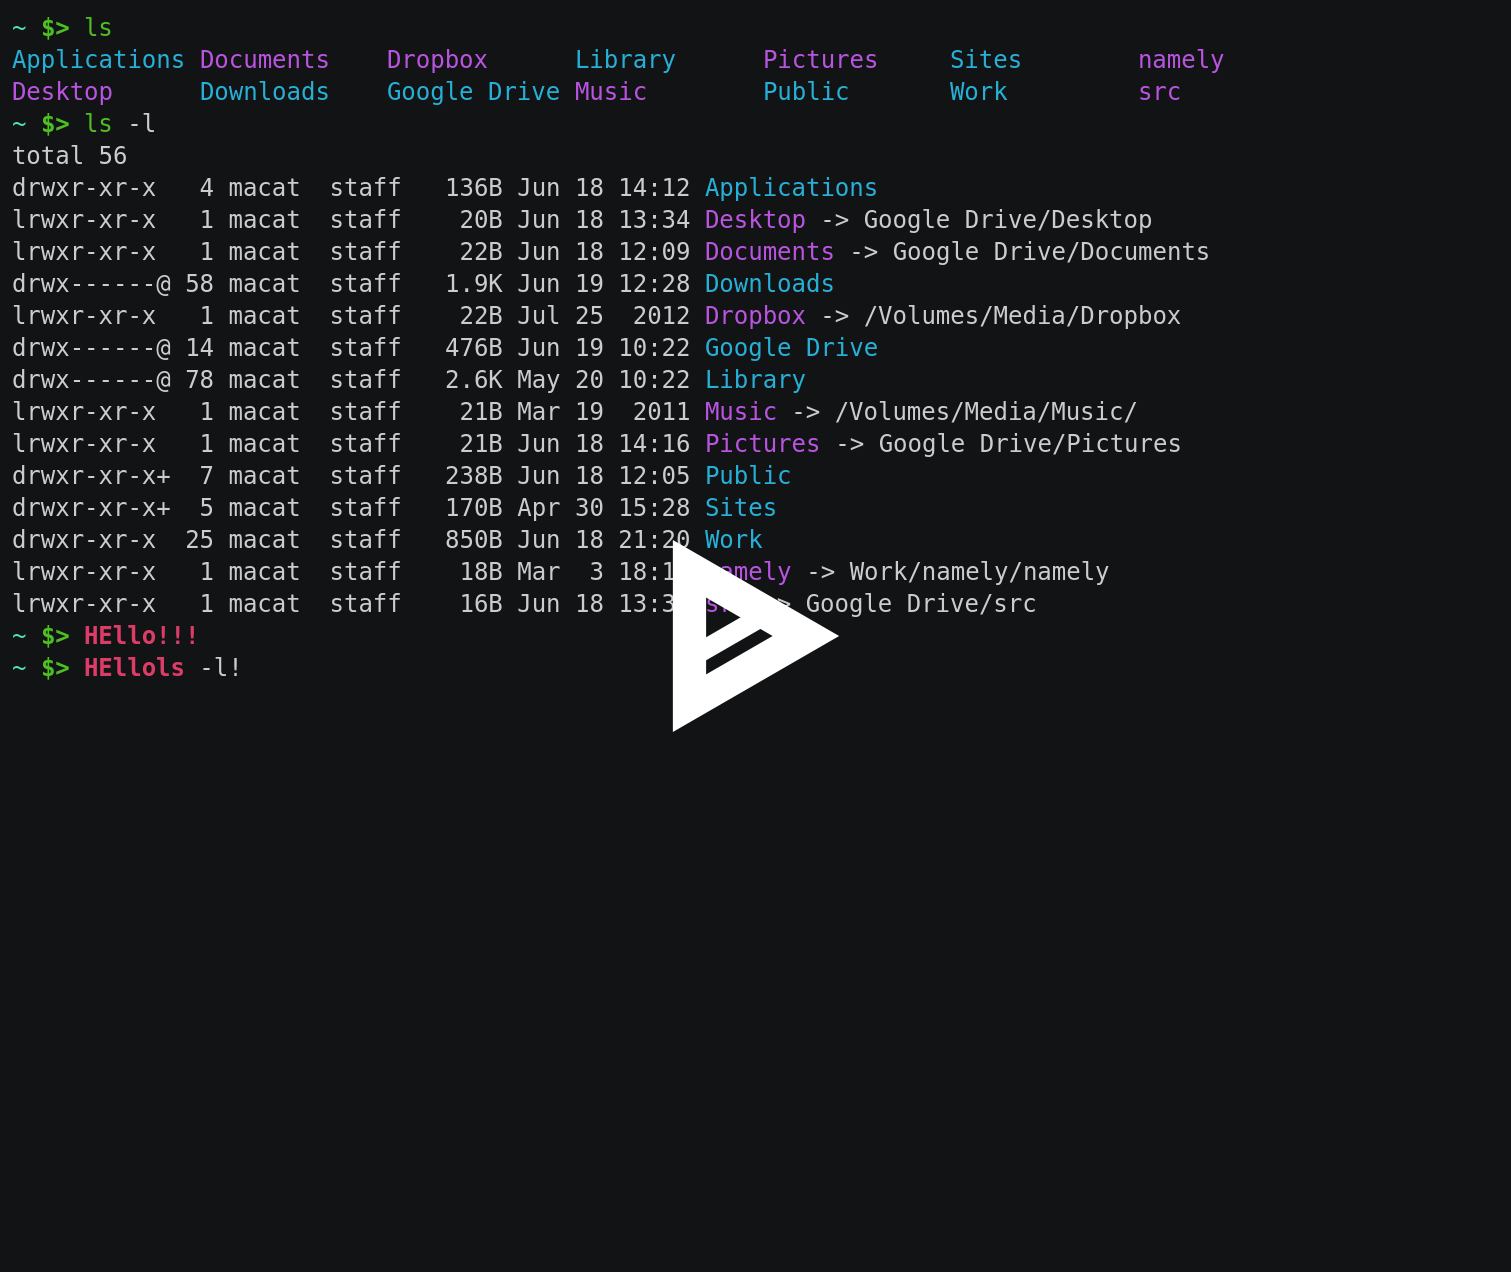 ~ $> ls
Applications Documents    Dropbox      Library      Pictures     Sites        namely
Desktop      Downloads    Google Drive Music        Public       Work         src
~ $> ls -l
total 56
drwxr-xr-x   4 macat  staff   136B Jun 18 14:12 Applications
lrwxr-xr-x   1 macat  staff    20B Jun 18 13:34 Desktop -> Google Drive/Desktop
lrwxr-xr-x   1 macat  staff    22B Jun 18 12:09 Documents -> Google Drive/Documents
drwx------@ 58 macat  staff   1.9K Jun 19 12:28 Downloads
lrwxr-xr-x   1 macat  staff    22B Jul 25  2012 Dropbox -> /Volumes/Media/Dropbox
drwx------@ 14 macat  staff   476B Jun 19 10:22 Google Drive
drwx------@ 78 macat  staff   2.6K May 20 10:22 Library
lrwxr-xr-x   1 macat  staff    21B Mar 19  2011 Music -> /Volumes/Media/Music/
lrwxr-xr-x   1 macat  staff    21B Jun 18 14:16 Pictures -> Google Drive/Pictures
drwxr-xr-x+  7 macat  staff   238B Jun 18 12:05 Public
drwxr-xr-x+  5 macat  staff   170B Apr 30 15:28 Sites
drwxr-xr-x  25 macat  staff   850B Jun 18 21:20 Work
lrwxr-xr-x   1 macat  staff    18B Mar  3 namely -> Work/namely/namely
lrwxr-xr-x   1 macat  staff    16B Jun 18 src -> Google Drive/src
~ $> HEllo!!!
~ $> HEllols -l!